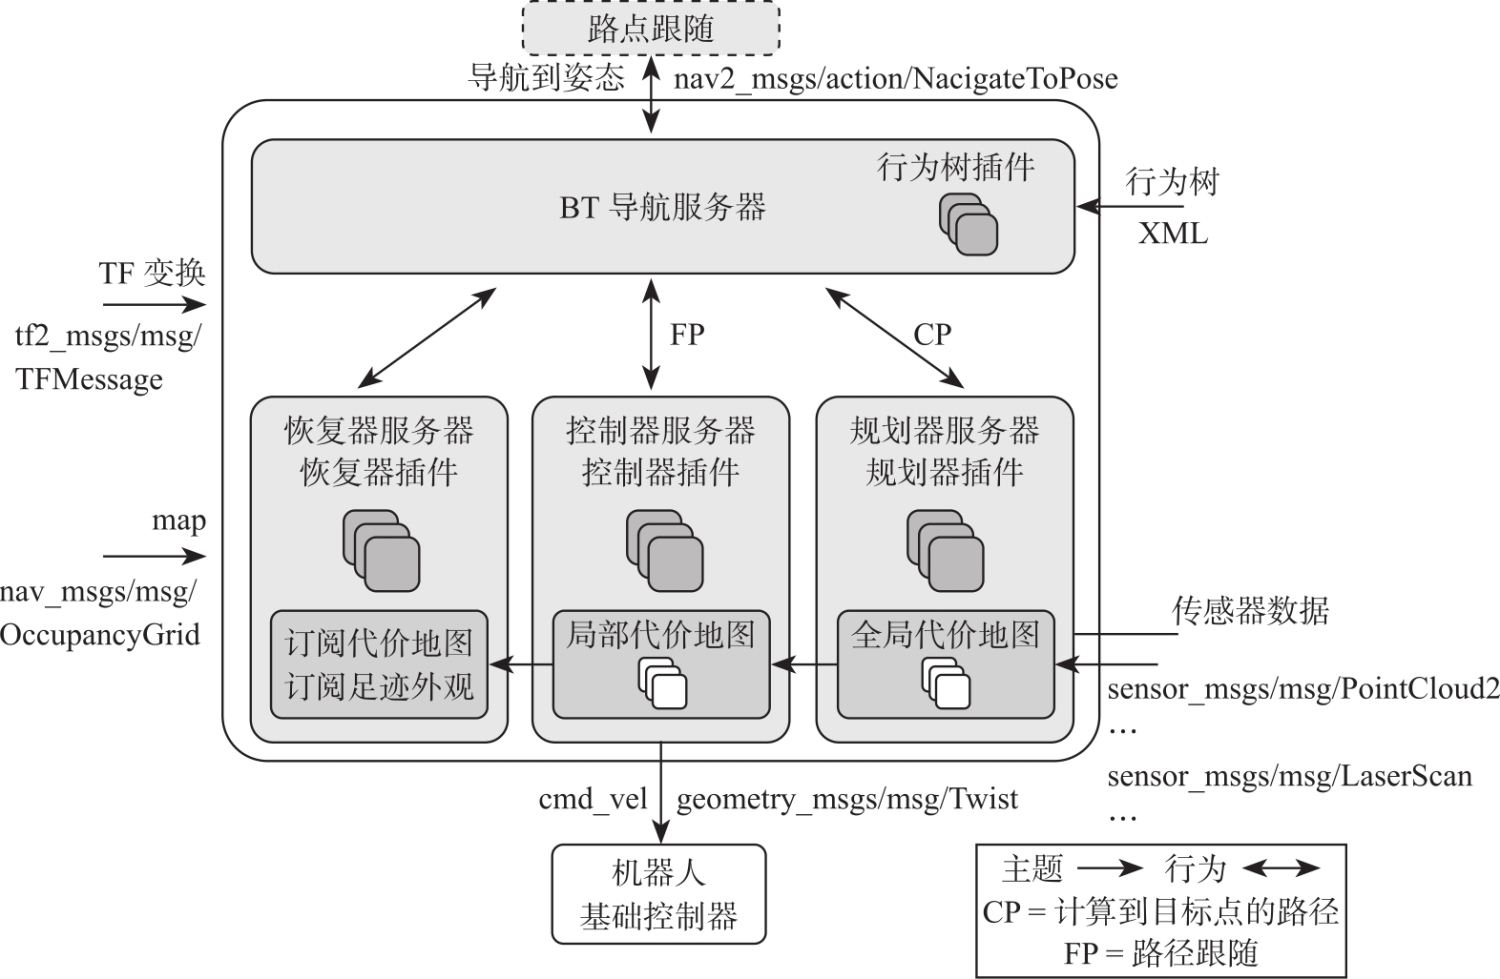 路点跟随
导航到姿态
nav2_msgs/action/NacigateToPose
行为树插件
BT 导航服务器
行为树
XML
TF 变换
tf2_msgs/msg/
TFMessage
FP
CP
恢复器服务器
恢复器插件
控制器服务器
控制器插件
规划器服务器
规划器插件
map
nav_msgs/msg/
OccupancyGrid
订阅代价地图
订阅足迹外观
局部代价地图
全局代价地图
传感器数据
sensor_msgs/msg/PointCloud2
…
sensor_msgs/msg/LaserScan
…
cmd_vel
geometry_msgs/msg/Twist
机器人
基础控制器
主题 行为
CP = 计算到目标点的路径
FP = 路径跟随